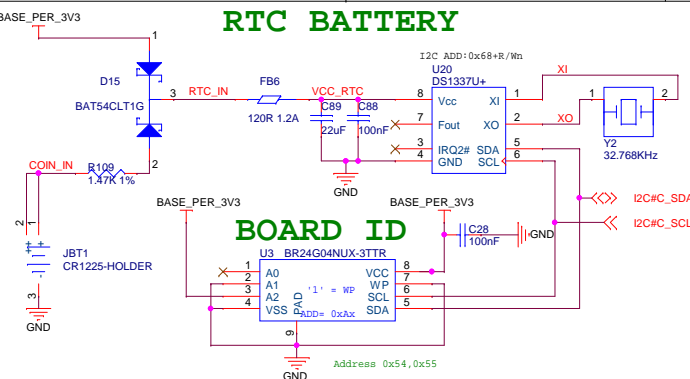 RTC BATTERY
BASE_PER_3V3
1
I2C ADD:0x68+R/Wn
U20
DS1337U+
XI
D15
FB6
RTC_IN
VCC_RTC
3
BAT54CLT1G
120R 1.2A
C89
22uF
C88
100nF
8
Vcc
XI
1
7
Fout
XO
2
XO
1
2
Y2
32.768KHz
3
IRQ2#
SDA
5
4
GND
SCL
6
GND
COIN_IN
R109
1.47K 1%
2
BASE_PER_3V3
BASE_PER_3V3
I2C#C_SDA
I2C#C_SCL
BOARD ID
C28
100nF
GND
2
1
JBT1
CR1225-HOLDER
3
GND
U3
BR24G04NUX-3TTR
1
A0
VCC
8
2
A1
WP
7
3
A2
'1' = WP
SCL
6
4
VSS
PAD
ADD= 0xAx
SDA
5
9
GND
Address 0x54,0x55